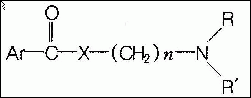 O
R
Ar—C—X—(CH₂)n—N
R'